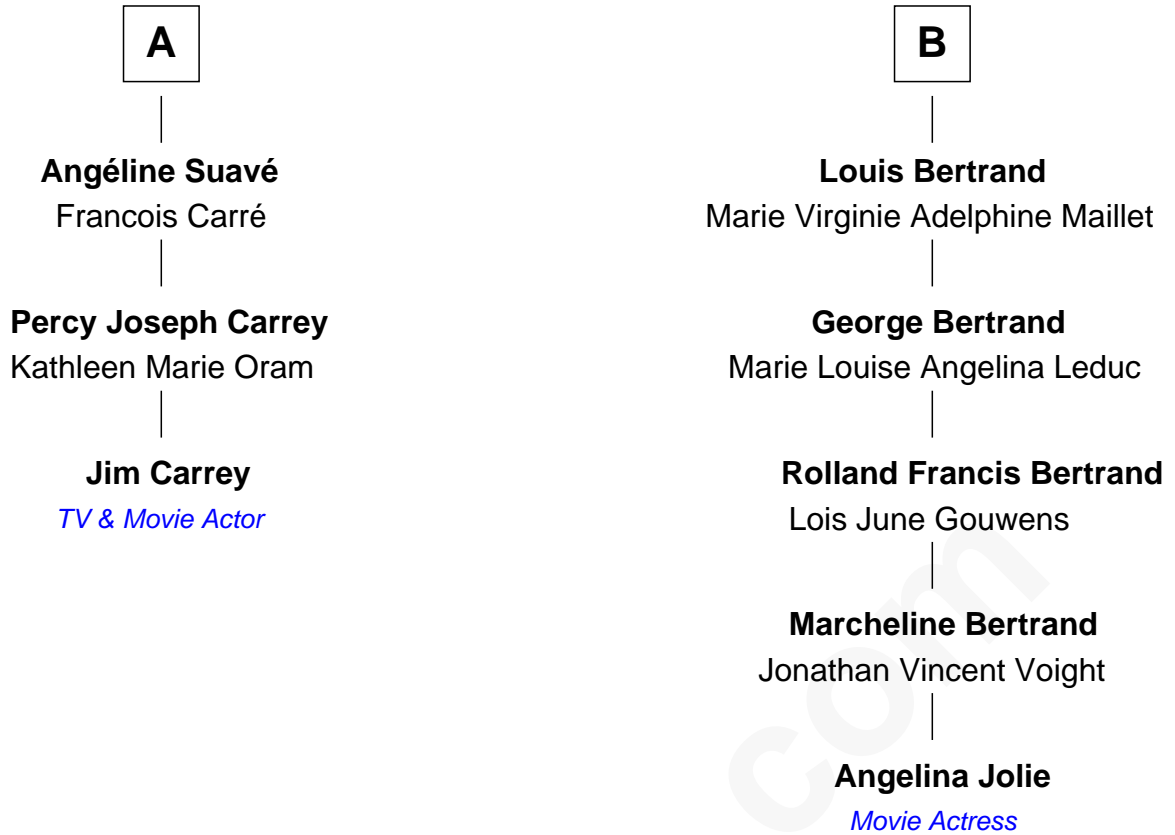 A
Angéline Suavé
Francois Carré
Percy Joseph Carrey
Kathleen Marie Oram
Jim Carrey
TV & Movie Actor
B
Louis Bertrand
Marie Virginie Adelphine Maillet
George Bertrand
Marie Louise Angelina Leduc
Rolland Francis Bertrand
Lois June Gouwens
Marcheline Bertrand
Jonathan Vincent Voight
Angelina Jolie
Movie Actress
com